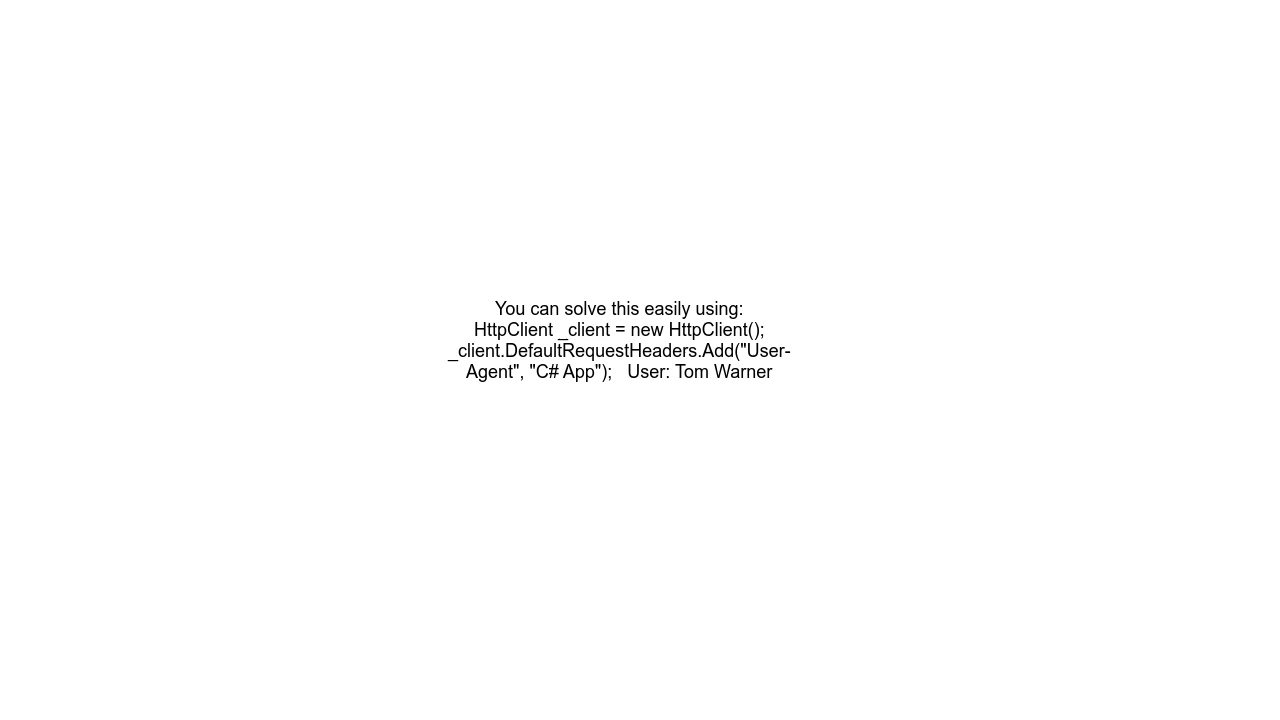 You can solve this easily using:
HttpClient _client = new HttpClient();
_client.DefaultRequestHeaders.Add("User-
Agent", "C# App");   User: Tom Warner